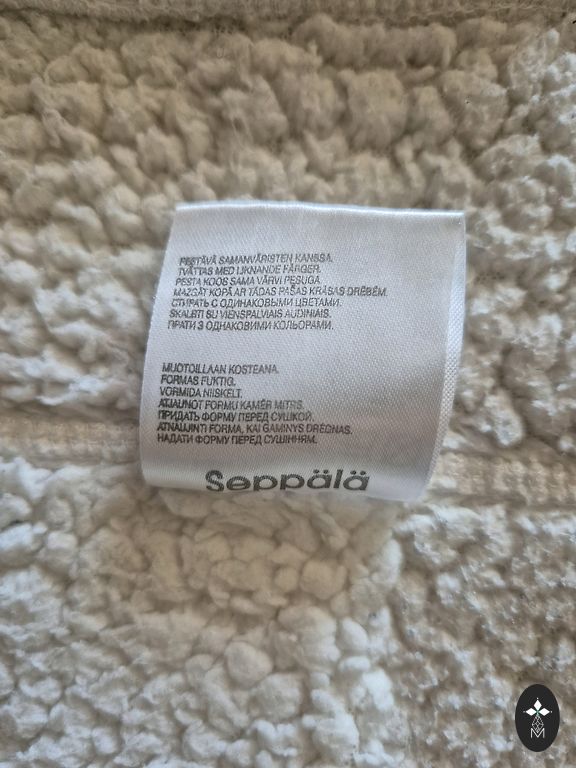 PESTÄVÄ SAMANVÄRISTEN KANSSA.
TVÄTTAS MED LIKNANDE FÄRGER.
PESTA KOOS SAMA VÄRVI PESUGA.
MAZGĀT KOPĀ AR TĀDAS PAŠAS KRĀSAS DRĒBĒM.
СТИРАТЬ С ОДИНАКОВЫМИ ЦВЕТАМИ.
SKALBTI SU VIENSPALVIAIS AUDINIAIS.
ПРАТИ З ОДНАКОВИМИ КОЛЬОРАМИ.
MUOTOILLAAN KOSTEANA.
FORMAS FUKTIG.
VORMIDA NIISKELT.
ATJAUNOT FORMU KAMĒR MITRS.
ПРИДАТЬ ФОРМУ ПЕРЕД СУШКОЙ.
ATNAUJINTI FORMĄ, KAI GAMINYS DRĖGNAS.
НАДАТИ ФОРМУ ПЕРЕД СУШІННЯМ.
Seppälä
M